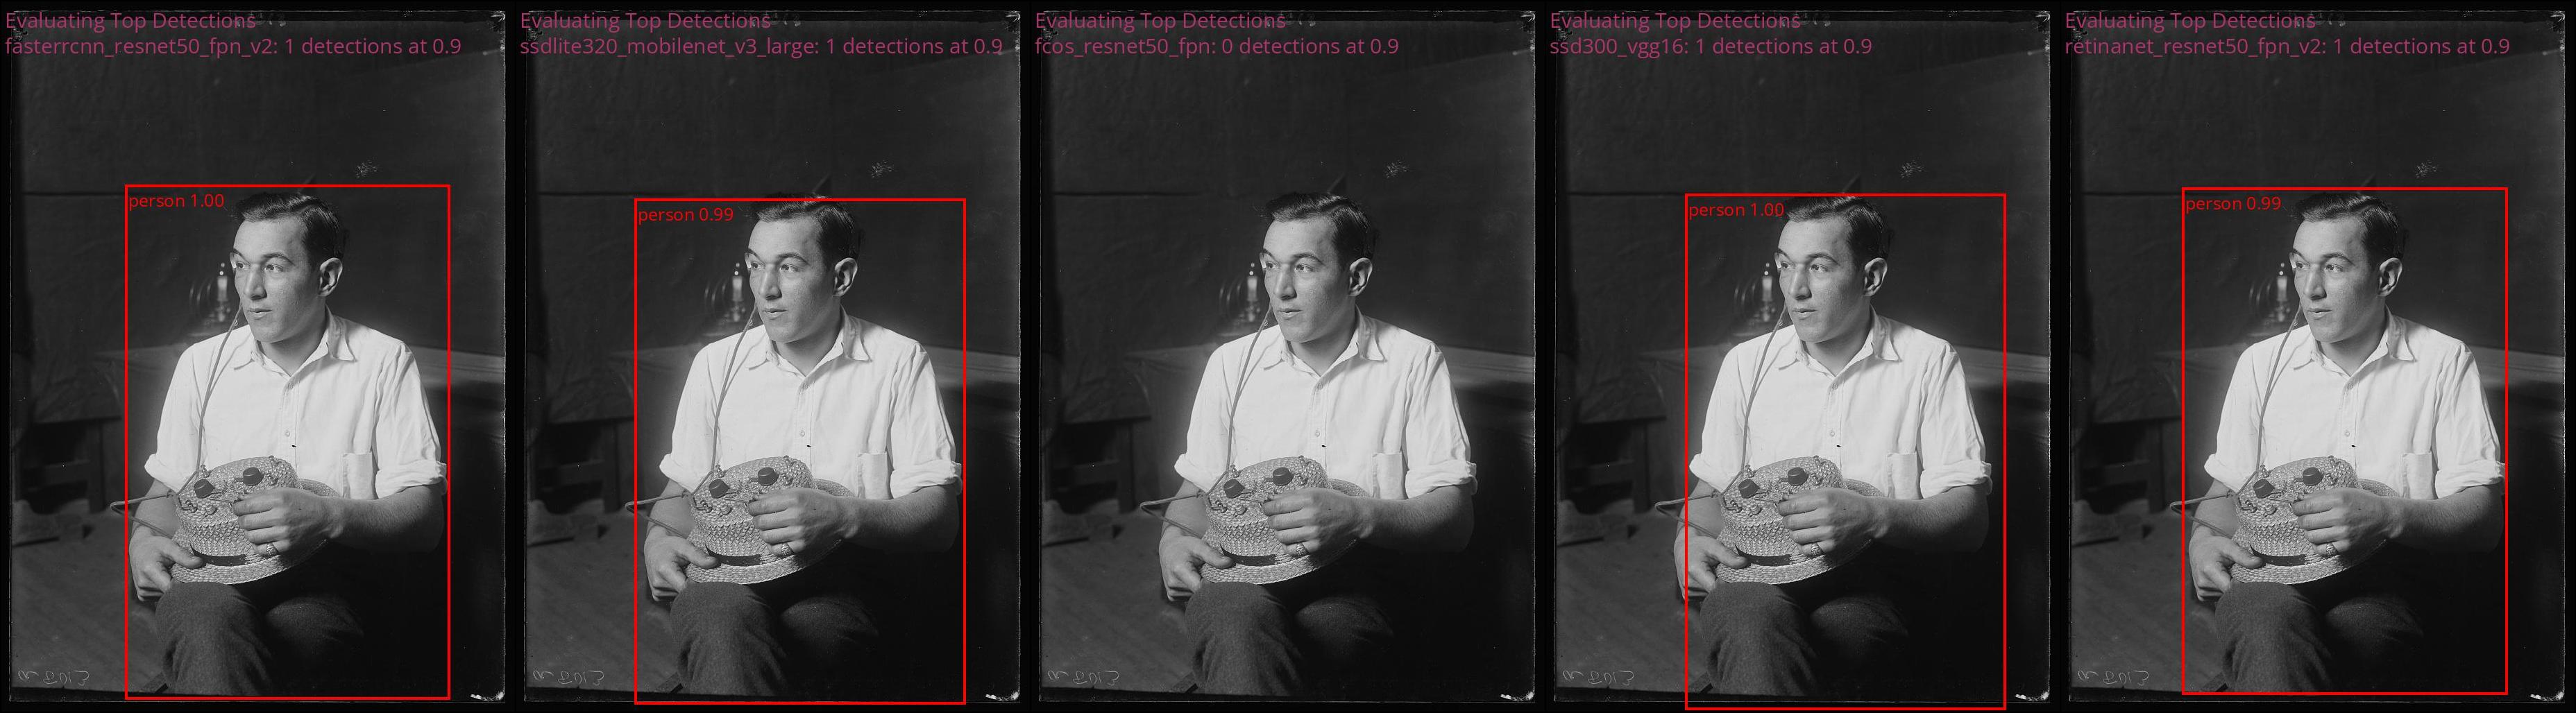 Evaluating Top Detections
fasterrcnn_resnet50_fpn_v2: 1 detections at 0.9
person 1.00
Evaluating Top Detections
ssdlite320_mobilenet_v3_large: 1 detections at 0.9
person 0.99
Evaluating Top Detections
fcos_resnet50_fpn: 0 detections at 0.9
Evaluating Top Detections
ssd300_vgg16: 1 detections at 0.9
person 1.00
Evaluating Top Detections
retinanet_resnet50_fpn_v2: 1 detections at 0.9
person 0.99